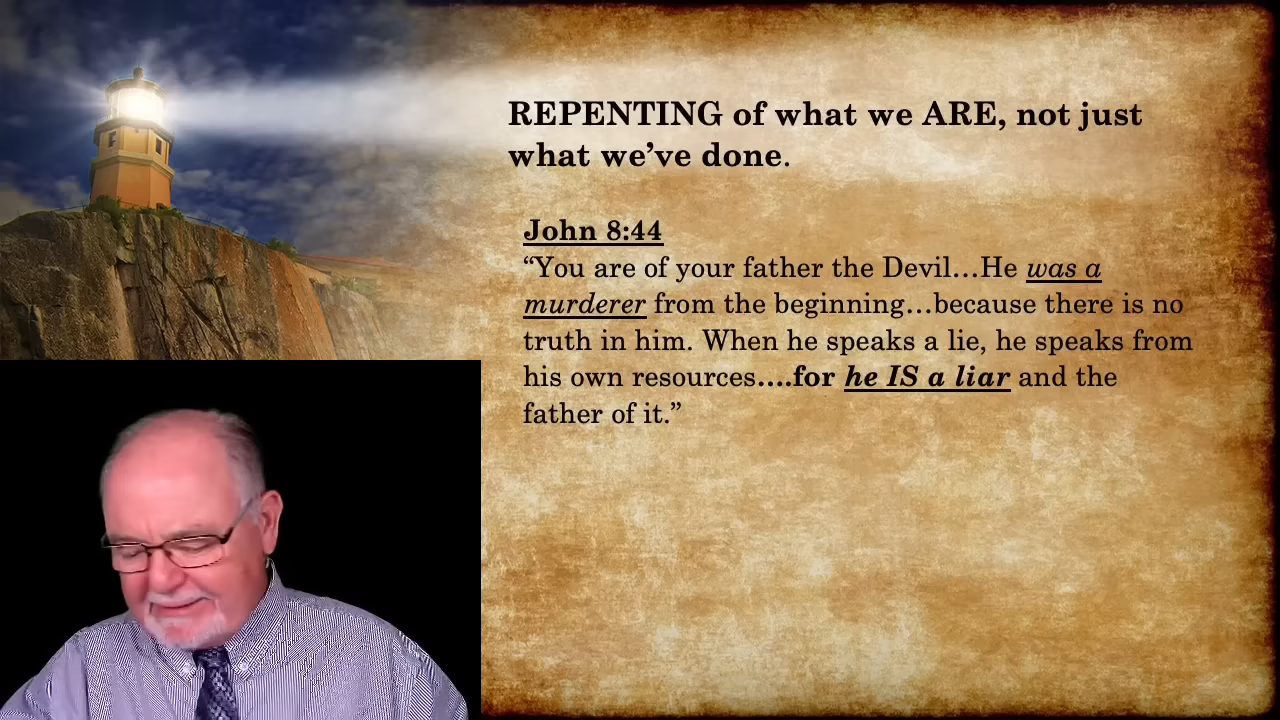 REPENTING of what we ARE, not just
what we’ve done.
John 8:44
“You are of your father the Devil…He was a
murderer from the beginning…because there is no
truth in him. When he speaks a lie, he speaks from
his own resources….for he IS a liar and the
father of it.”